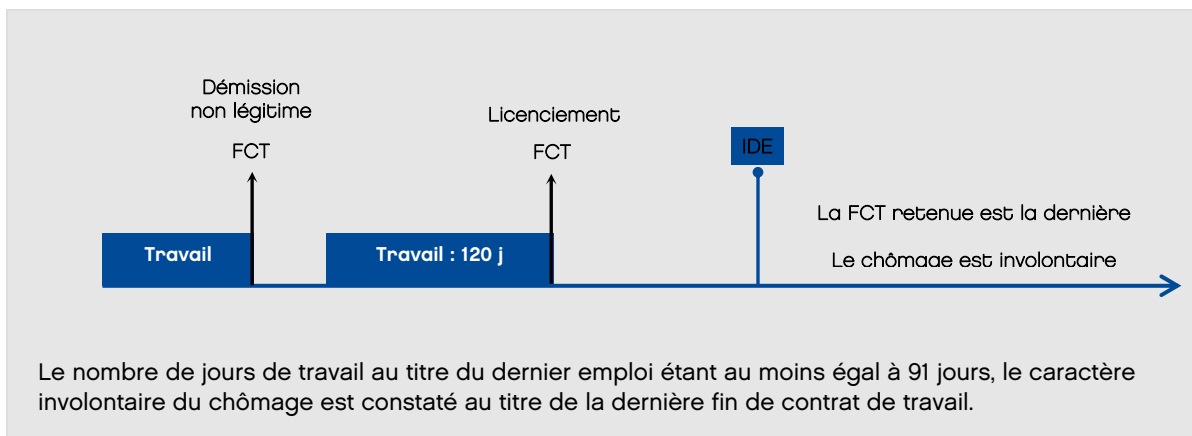 Démission
non légitime
FCT
Licenciement
FCT
IDE
La FCT retenue est la dernière
Travail
Travail : 120 j
Le chômage est involontaire
Le nombre de jours de travail au titre du dernier emploi étant au moins égal à 91 jours, le caractère
involontaire du chômage est constaté au titre de la dernière fin de contrat de travail.